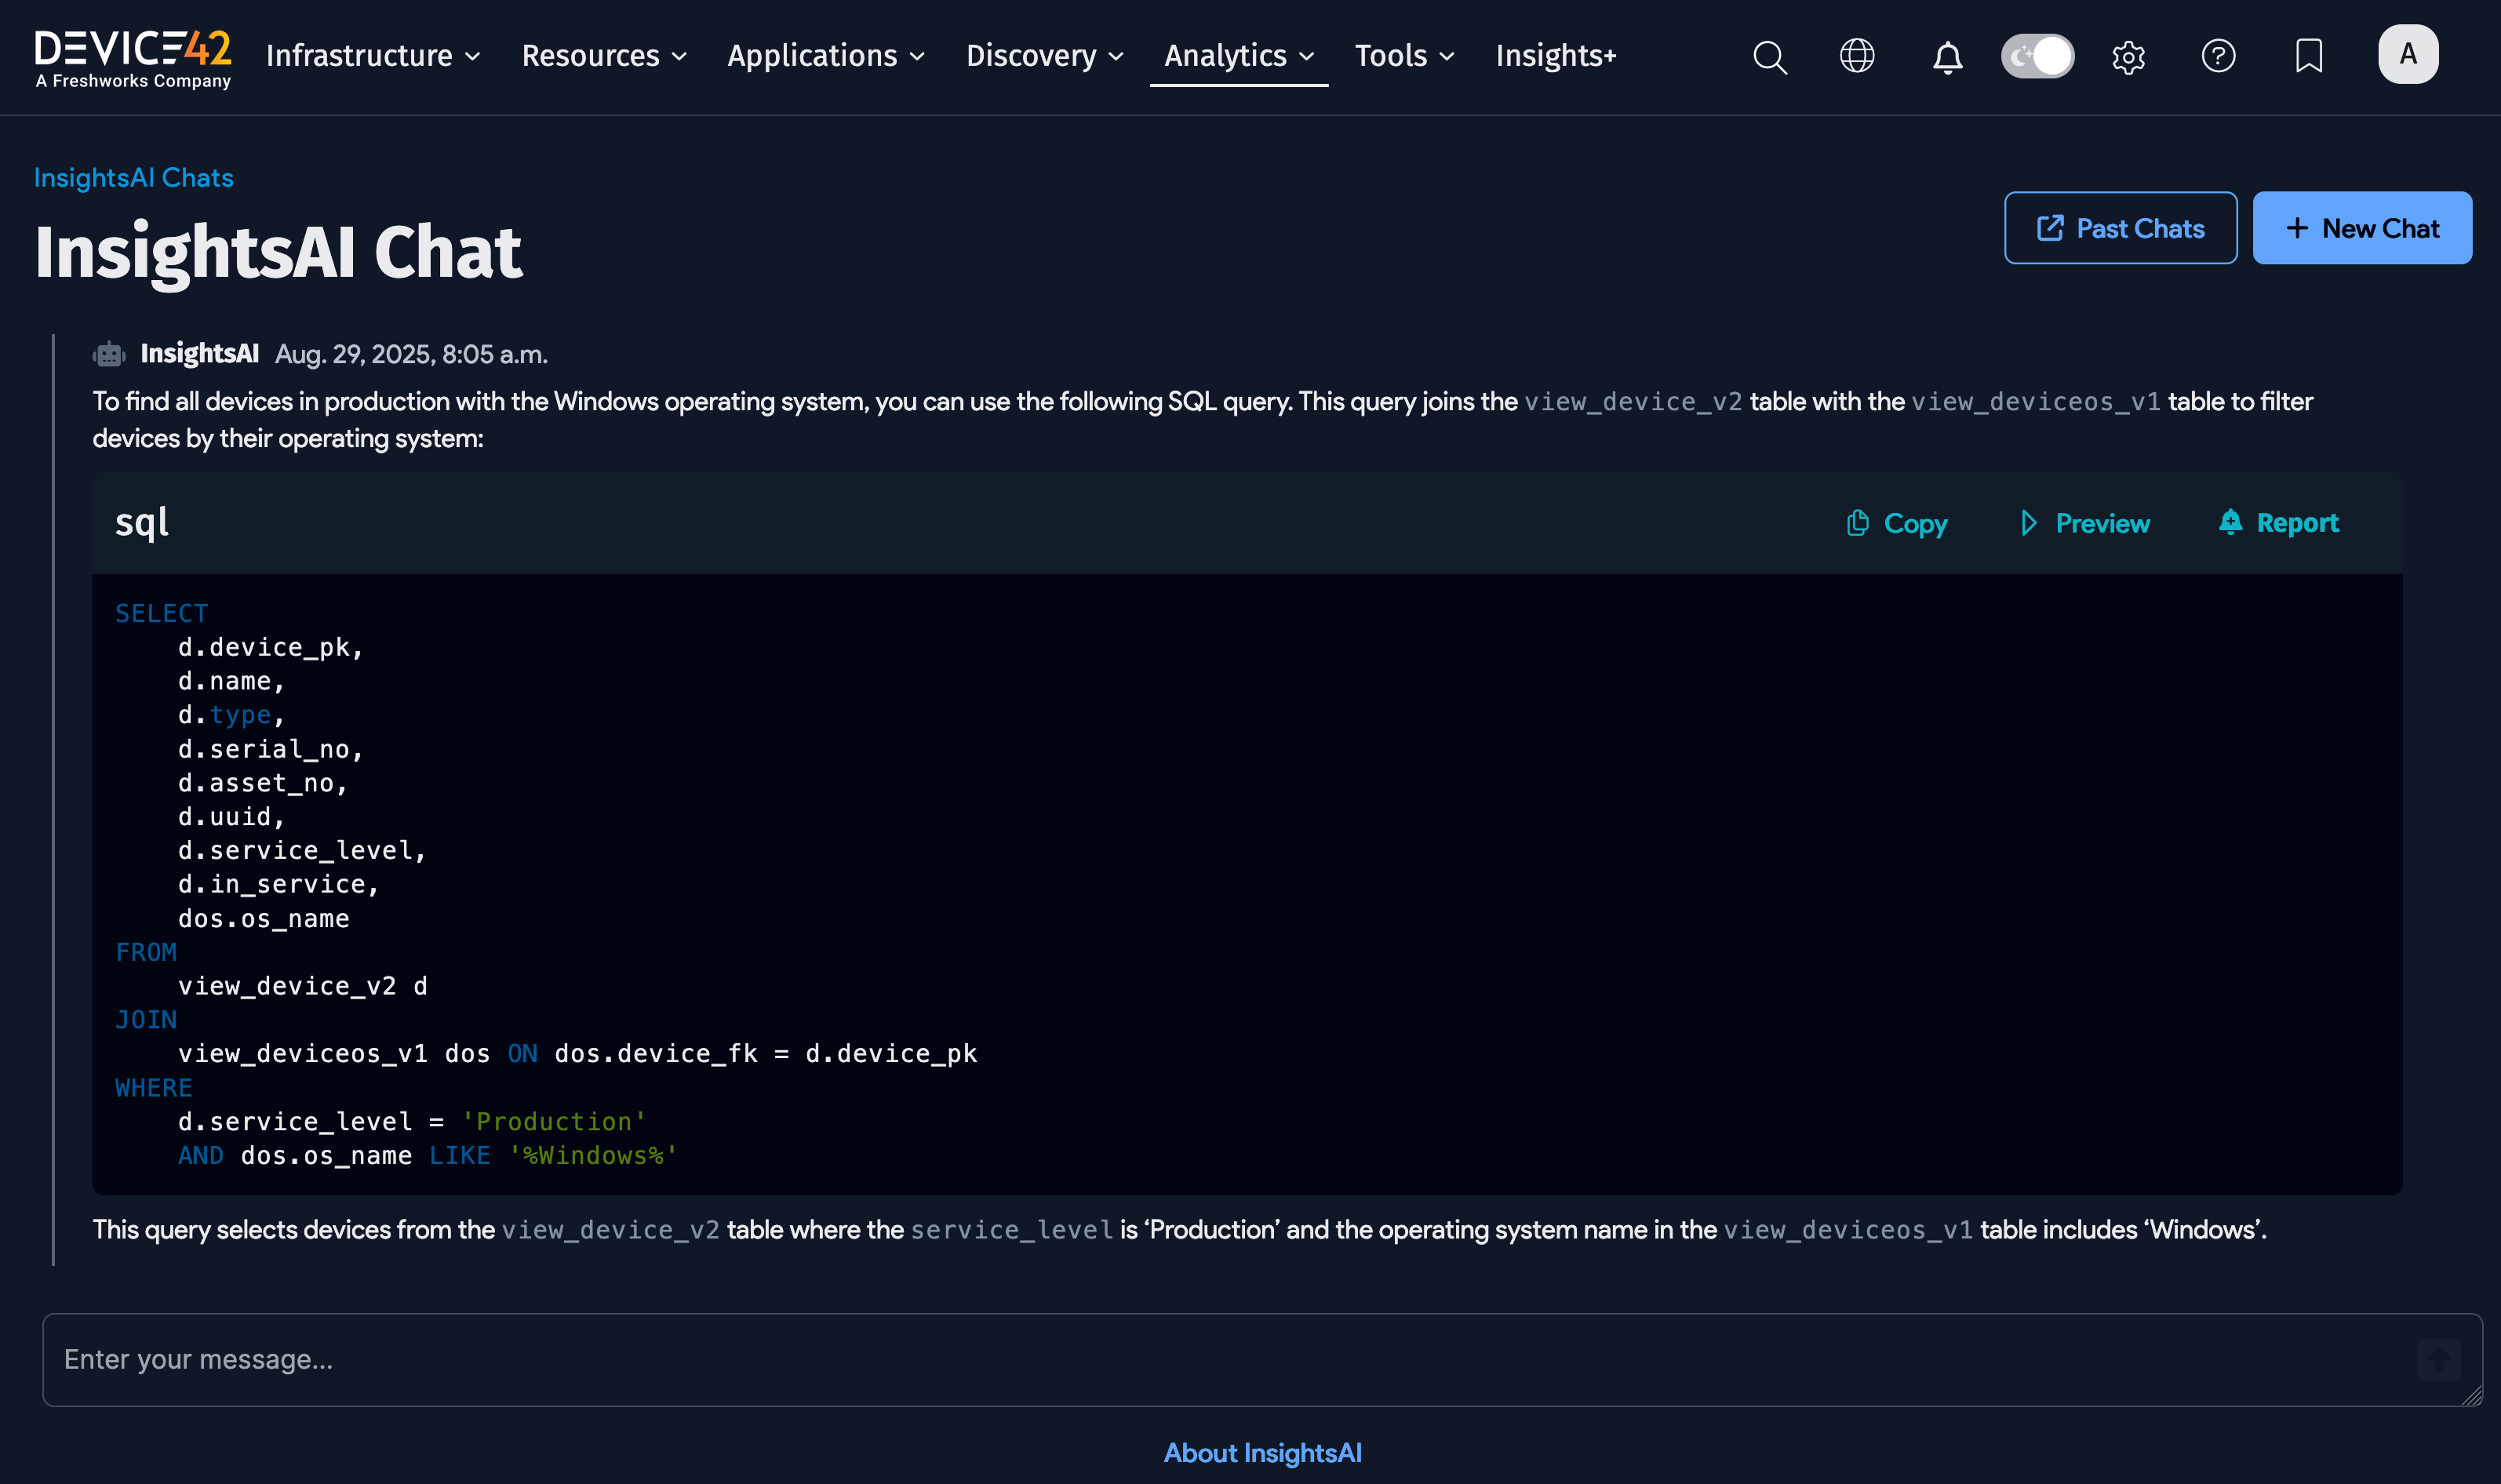 DEVICE42
A Freshworks Company
Infrastructure Resources Applications Discovery Analytics Tools Insights+
A
InsightsAI Chats
InsightsAI Chat
Past Chats
New Chat
InsightsAI Aug. 29, 2025, 8:05 a.m.
To find all devices in production with the Windows operating system, you can use the following SQL query. This query joins the view_device_v2 table with the view_deviceos_v1 table to filter
devices by their operating system:
sql
Copy Preview Report
SELECT
    d.device_pk,
    d.name,
    d.type,
    d.serial_no,
    d.asset_no,
    d.uuid,
    d.service_level,
    d.in_service,
    dos.os_name
FROM
    view_device_v2 d
JOIN
    view_deviceos_v1 dos ON dos.device_fk = d.device_pk
WHERE
    d.service_level = 'Production'
    AND dos.os_name LIKE '%Windows%'
This query selects devices from the view_device_v2 table where the service_level is ‘Production’ and the operating system name in the view_deviceos_v1 table includes ‘Windows’.
Enter your message...
About InsightsAI